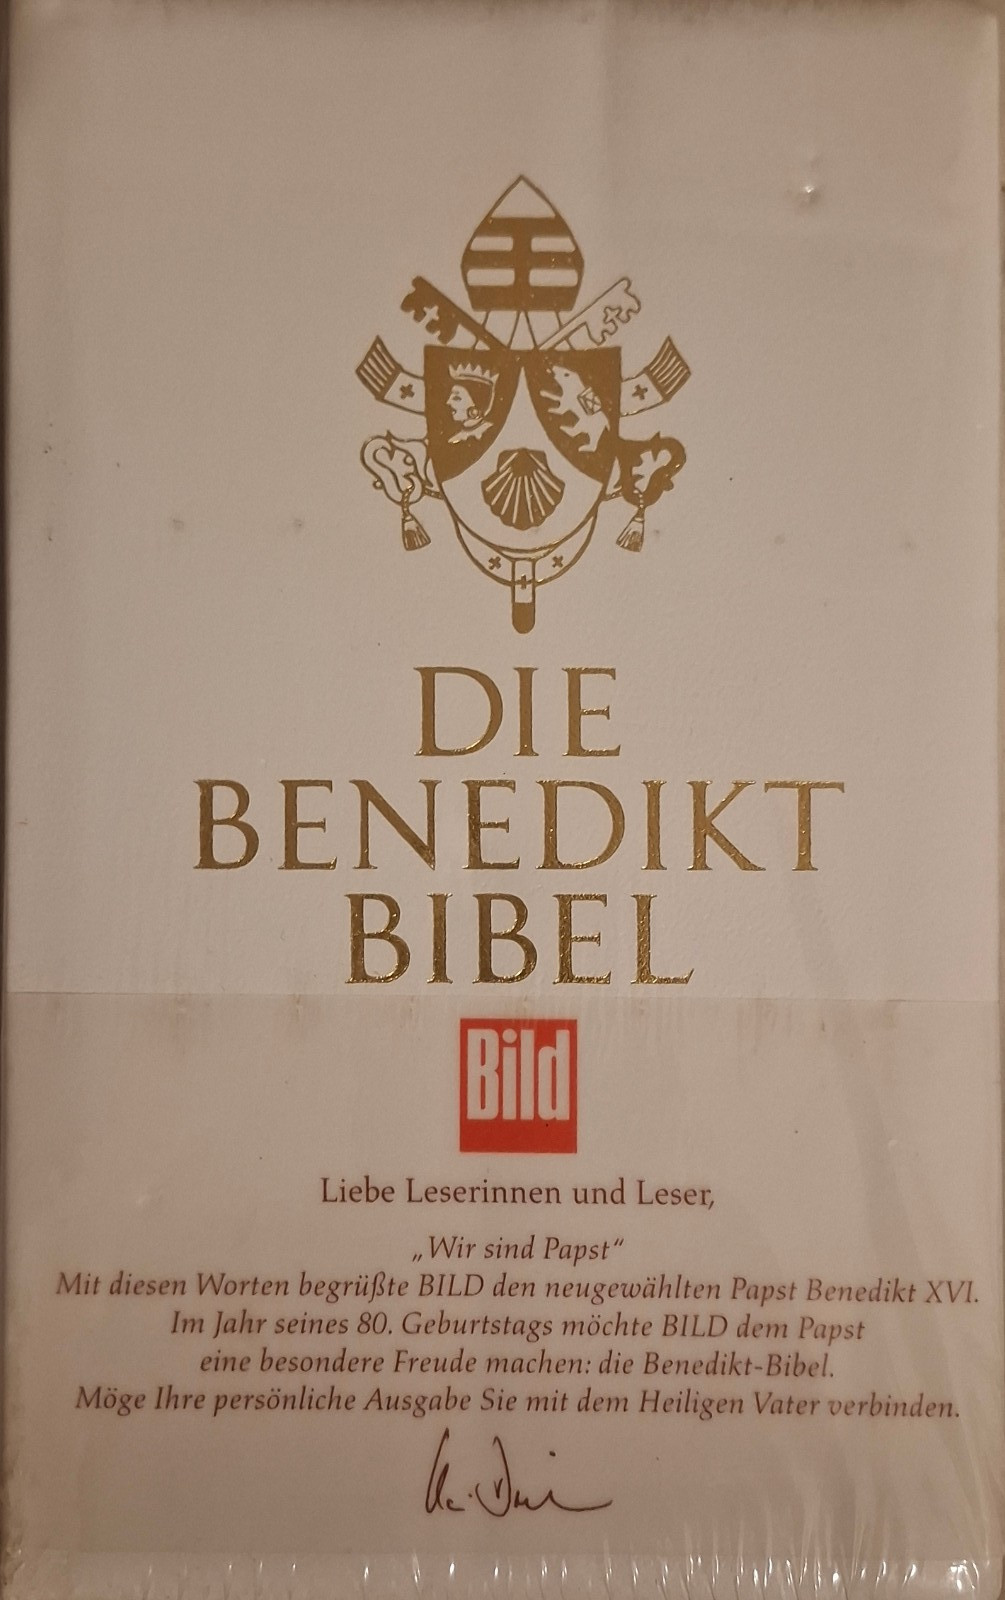 DIE
BENEDIKT
BIBEL
Bild
Liebe Leserinnen und Leser,
„Wir sind Papst“
Mit diesen Worten begrüßte BILD den neugewählten Papst Benedikt XVI.
Im Jahr seines 80. Geburtstags möchte BILD dem Papst
eine besondere Freude machen: die Benedikt-Bibel.
Möge Ihre persönliche Ausgabe Sie mit dem Heiligen Vater verbinden.